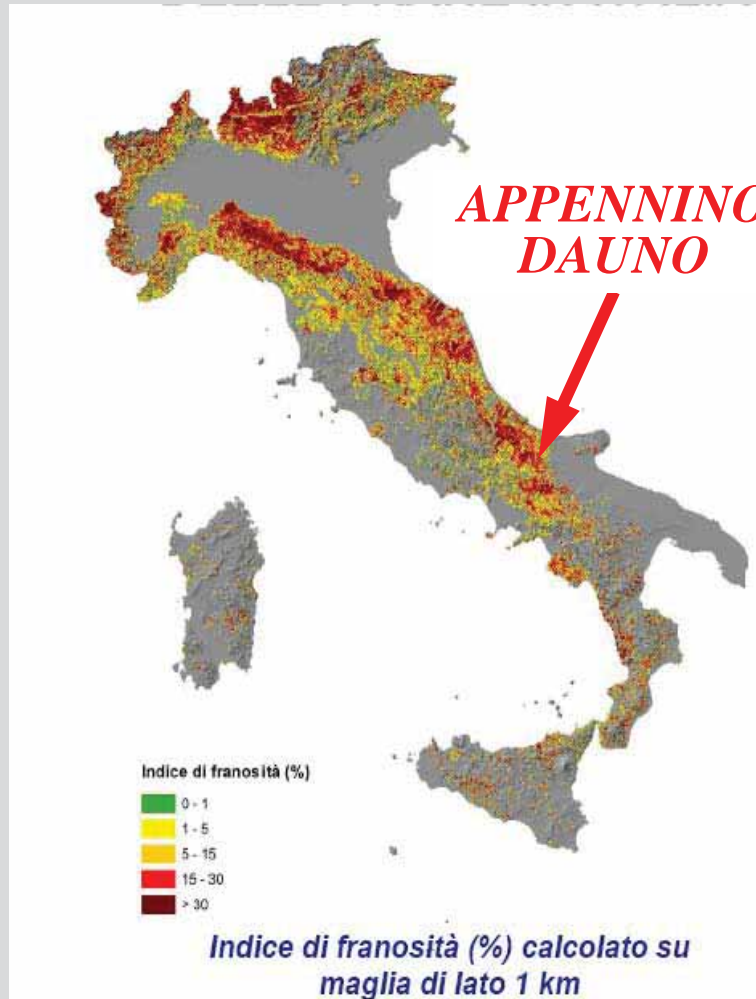 APPENNINO
DAUNO
Indice di franosità (%)
0 - 1
1 - 5
5 - 15
15 - 30
> 30
Indice di franosità (%) calcolato su
maglia di lato 1 km